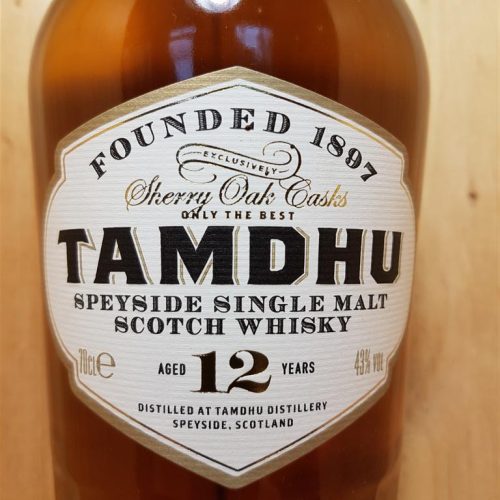 FOUNDED 1897
EXCLUSIVELY
Sherry Oak Casks
ONLY THE BEST
TAMDHU
SPEYSIDE SINGLE MALT
SCOTCH WHISKY
70cl℮ AGED 12 YEARS 43% VOL
DISTILLED AT TAMDHU DISTILLERY
SPEYSIDE, SCOTLAND